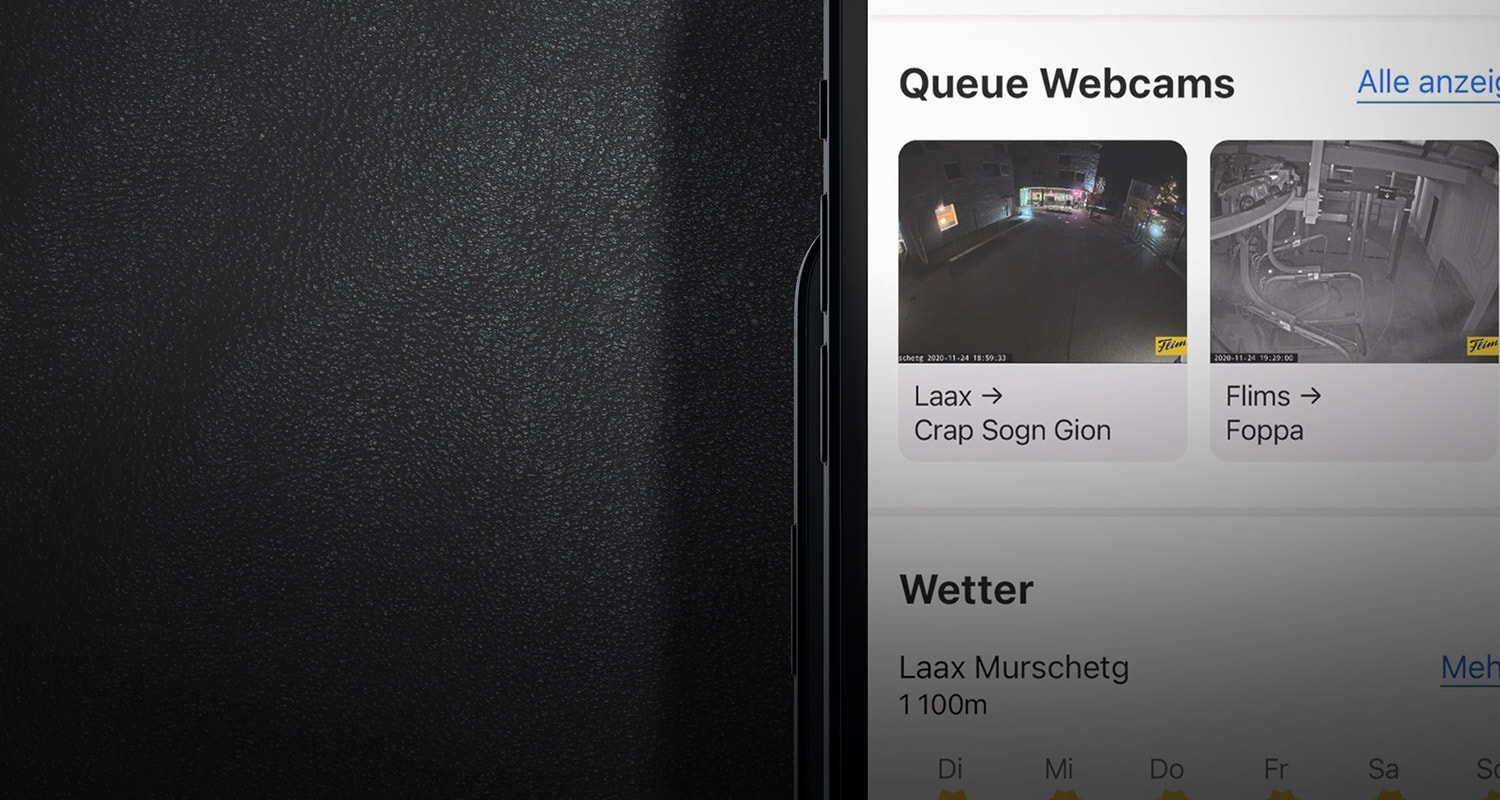 Queue Webcams
Alle anzeig
schetg 2020-11-24 18:59:33
Flim
2020-11-24 19:29:00
Flim
Laax →
Crap Sogn Gion
Flims →
Foppa
Wetter
Laax Murschetg
Meh
1 100m
Di Mi Do Fr Sa So